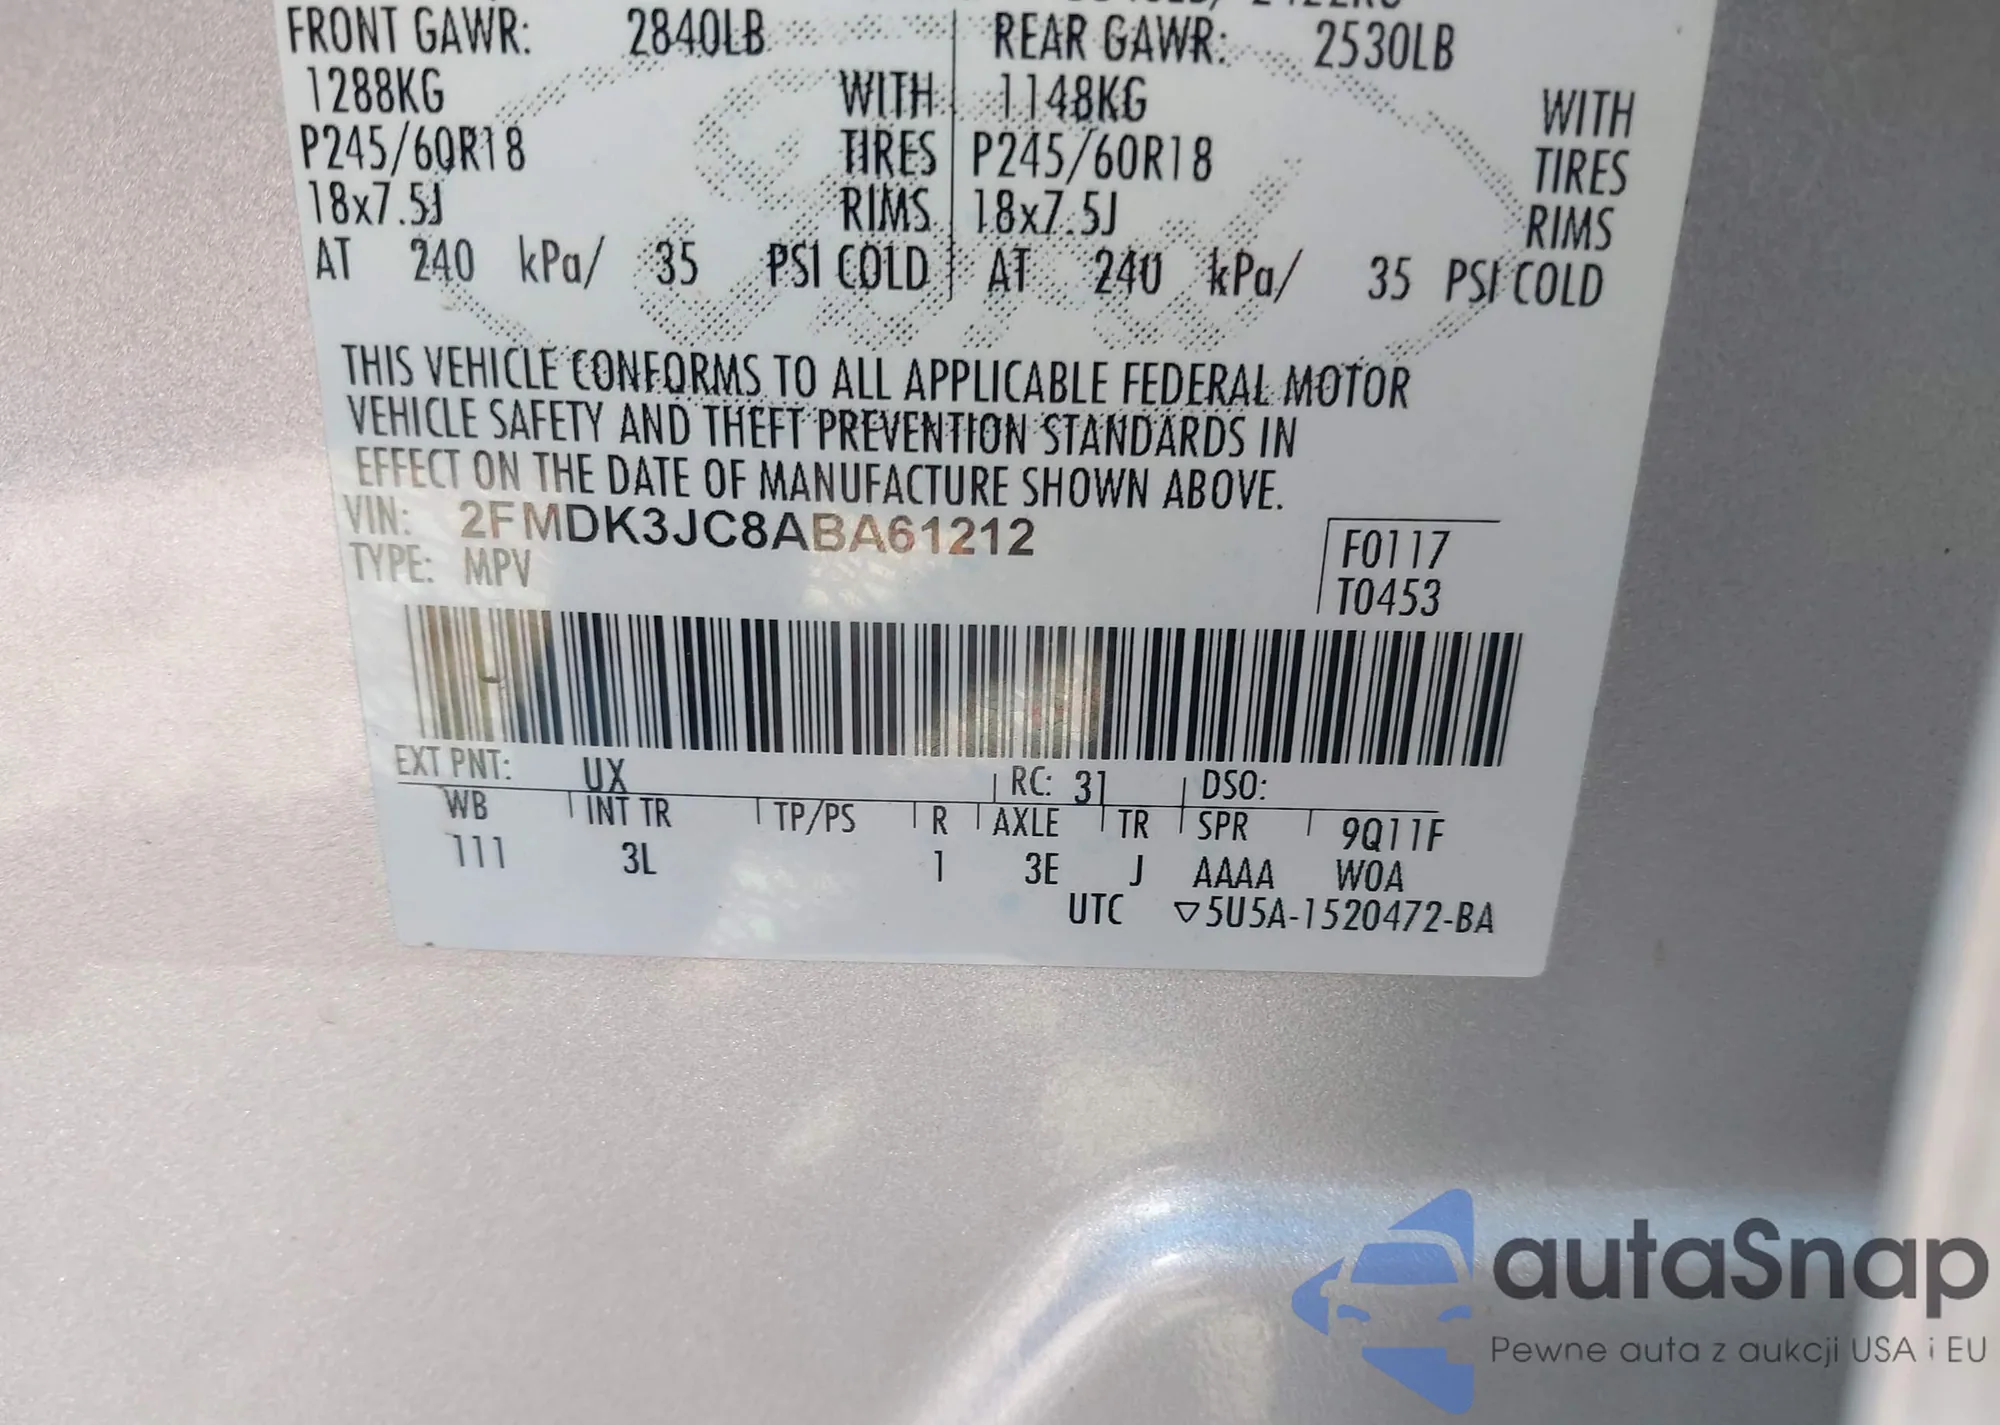 FRONT GAWR: 2840LB REAR GAWR: 2530LB
1288KG WITH 1148KG WITH
P245/60R18 TIRES P245/60R18 TIRES
18x7.5J RIMS 18x7.5J RIMS
AT 240 kPa/ 35 PSI COLD AT 240 kPa/ 35 PSI COLD
THIS VEHICLE CONFORMS TO ALL APPLICABLE FEDERAL MOTOR
VEHICLE SAFETY AND THEFT PREVENTION STANDARDS IN
EFFECT ON THE DATE OF MANUFACTURE SHOWN ABOVE.
VIN: 2FMDK3JC8ABA61212
TYPE: MPV
F0117
T0453
EXT PNT: UX RC: 31 DSO:
WB INT TR TP/PS R AXLE TR SPR 9Q11F
111 3L 1 3E J AAAA WOA
UTC ▽5U5A-1520472-BA
autaSnap
Pewne auta z aukcji USA i EU